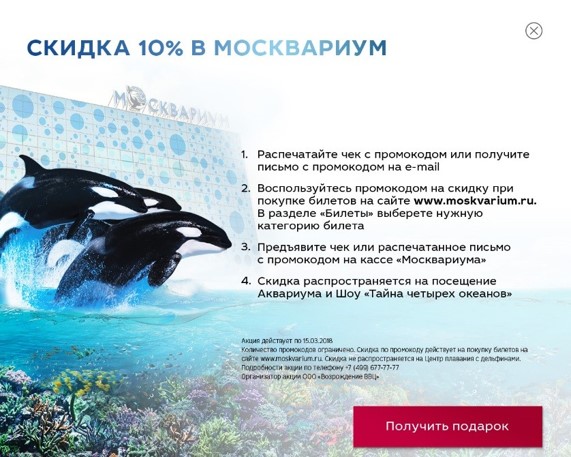 СКИДКА 10% В МОСКВАРИУМ
МОСКВАРИУМ
1. Распечатайте чек с промокодом или получите
письмо с промокодом на e-mail
2. Воспользуйтесь промокодом на скидку при
покупке билетов на сайте www.moskvarium.ru.
В разделе «Билеты» выберете нужную
категорию билета
3. Предъявите чек или распечатанное письмо
с промокодом на кассе «Москвариума»
4. Скидка распространяется на посещение
Аквариума и Шоу «Тайна четырех океанов»
Акция действует по 15.03.2018
Количество промокодов ограничено. Скидка по промокоду действует на покупку билетов на
сайте www.moskvarium.ru. Скидка не распространяется на Центр плавания с дельфинами.
Подробности акции по телефону +7 (499) 677-77-77
Организатор акции ООО «Возрождение ВВЦ»
Получить подарок